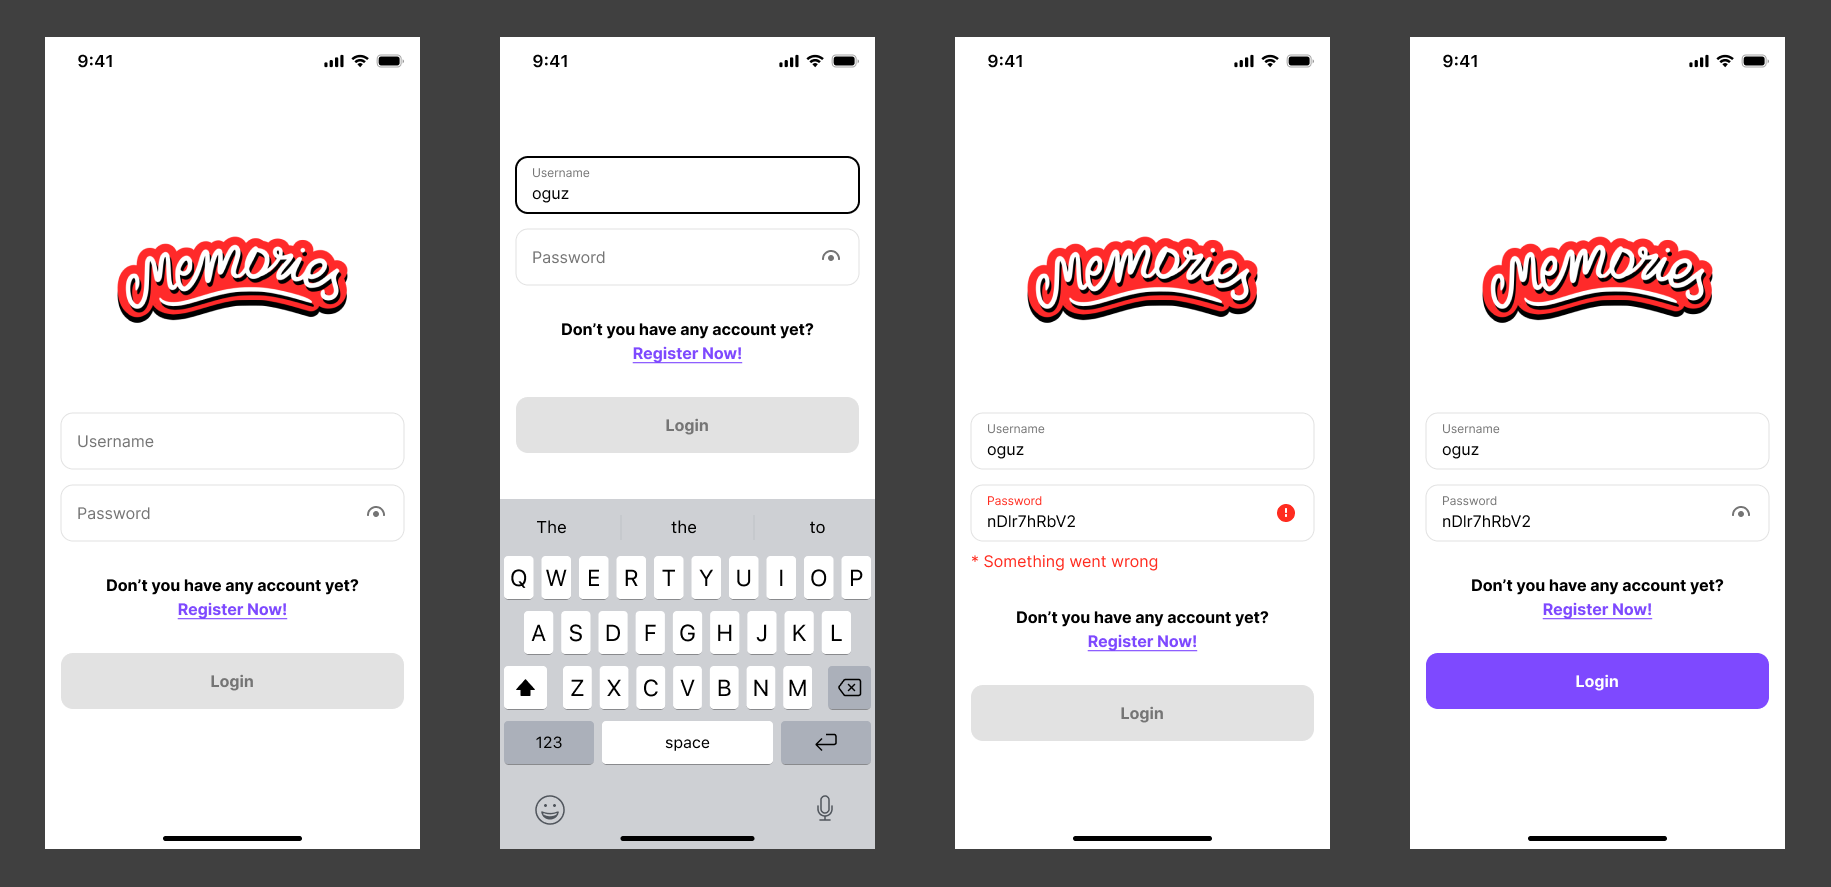 9:41
Memories
Username
Password
Don't you have any account yet?
Register Now!
Login
9:41
Username
oguz
Password
Don't you have any account yet?
Register Now!
Login
The the to
Q W E R T Y U I O P
A S D F G H J K L
Z X C V B N M
123 space
9:41
Memories
Username
oguz
Password
nDlr7hRbV2
* Something went wrong
Don't you have any account yet?
Register Now!
Login
9:41
Memories
Username
oguz
Password
nDlr7hRbV2
Don't you have any account yet?
Register Now!
Login